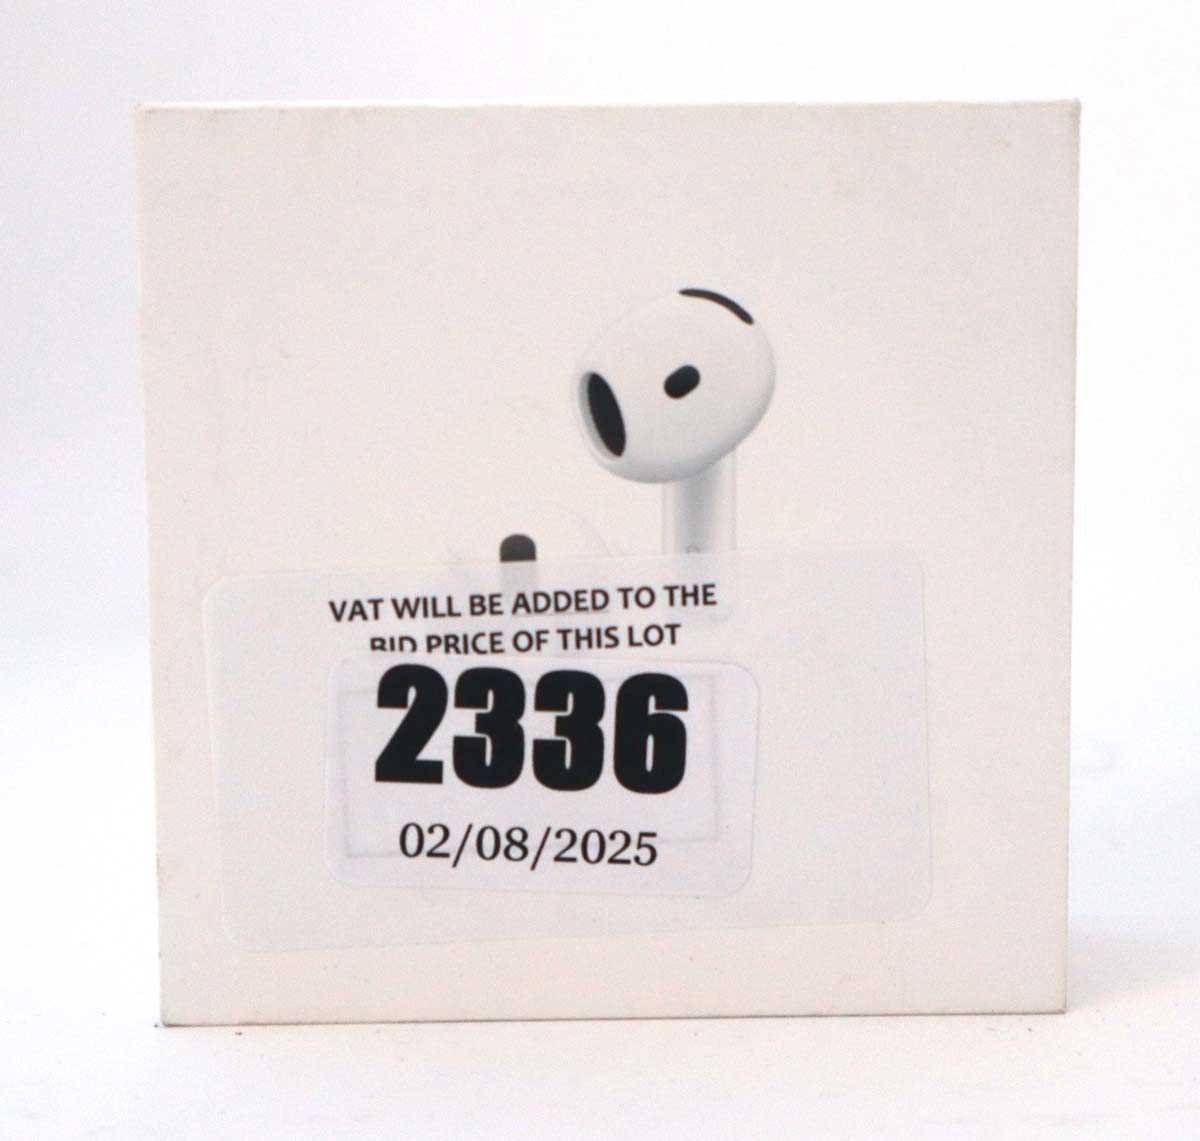 R
VAT WILL BE ADDED TO THE
BID PRICE OF THIS LOT
2336
02/08/2025